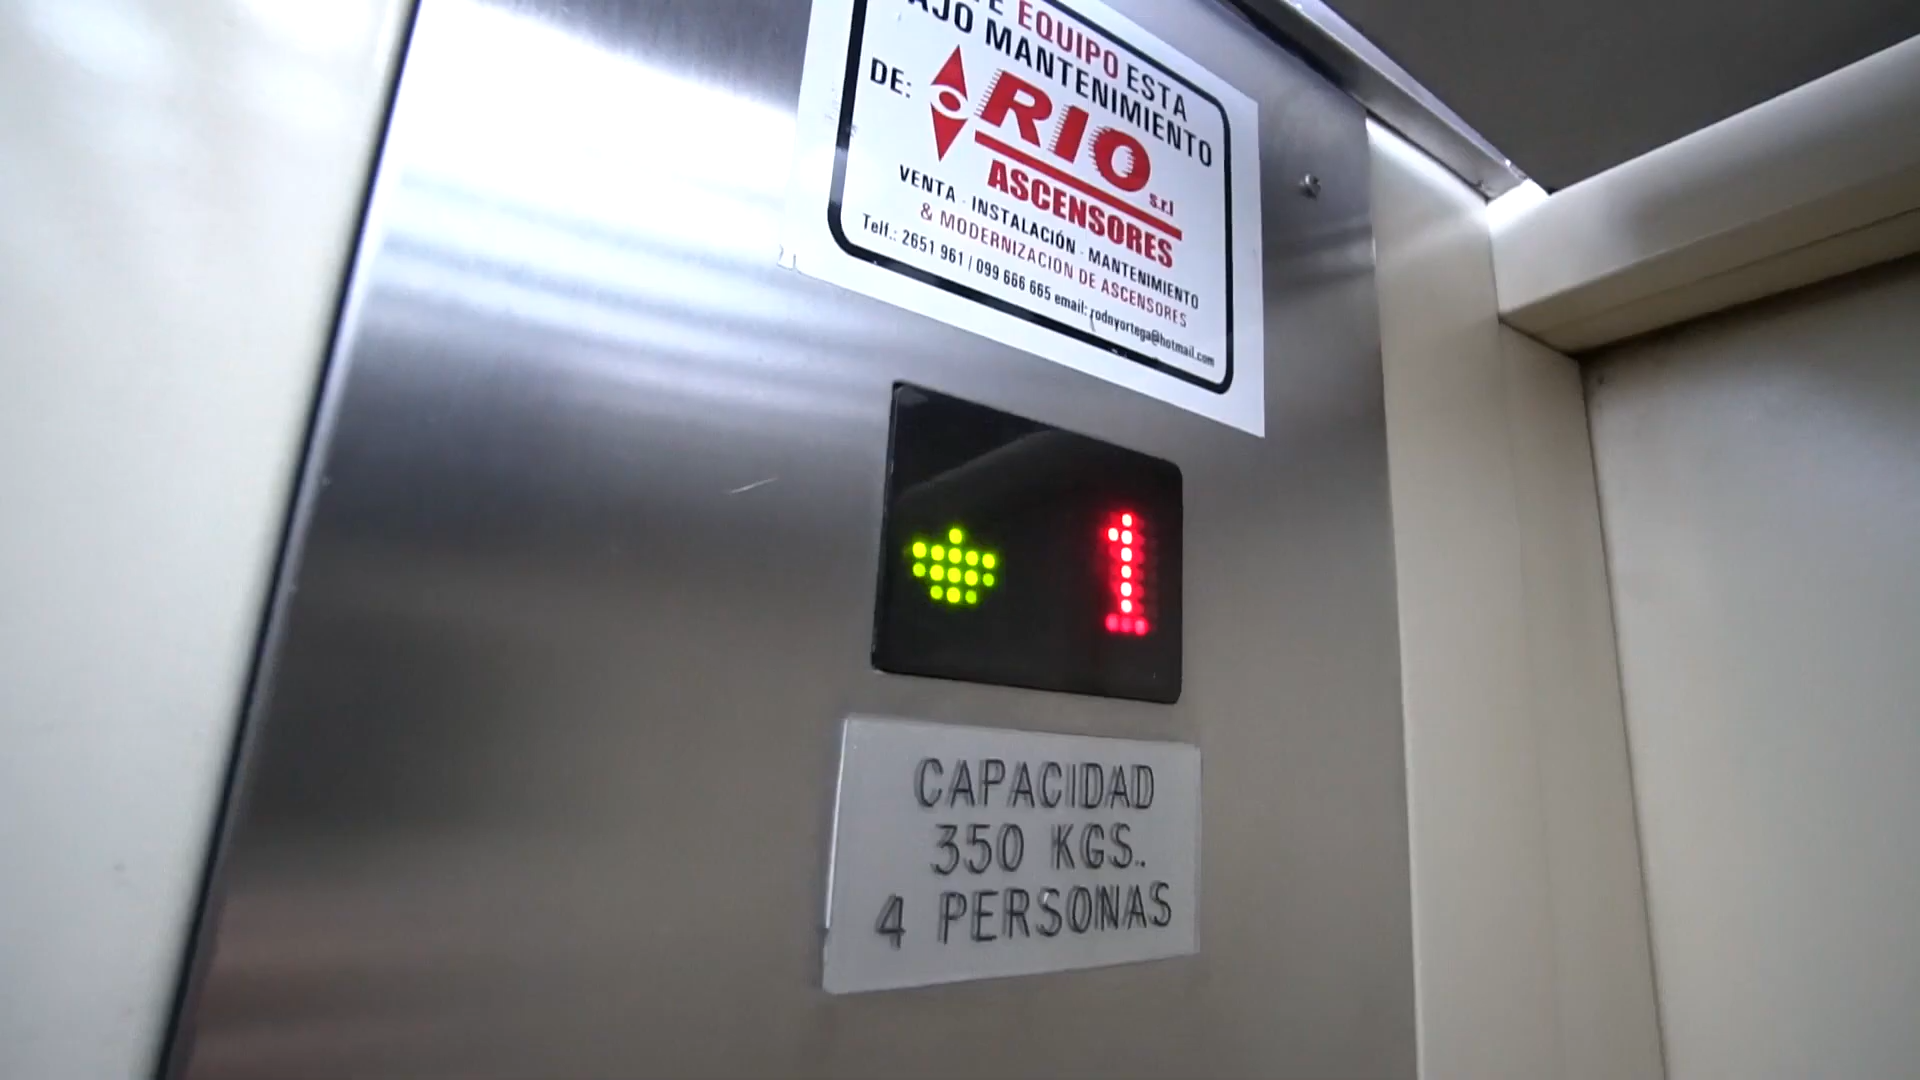 EQUIPO ESTA
AJO MANTENIMIENTO
DE:
RIO s.r.l
ASCENSORES
VENTA - INSTALACIÓN - MANTENIMIENTO
& MODERNIZACION DE ASCENSORES
Telf.: 2651 961 / 099 666 665 email: rodnyortega@hotmail.com
1
CAPACIDAD
350 KGS.
4 PERSONAS